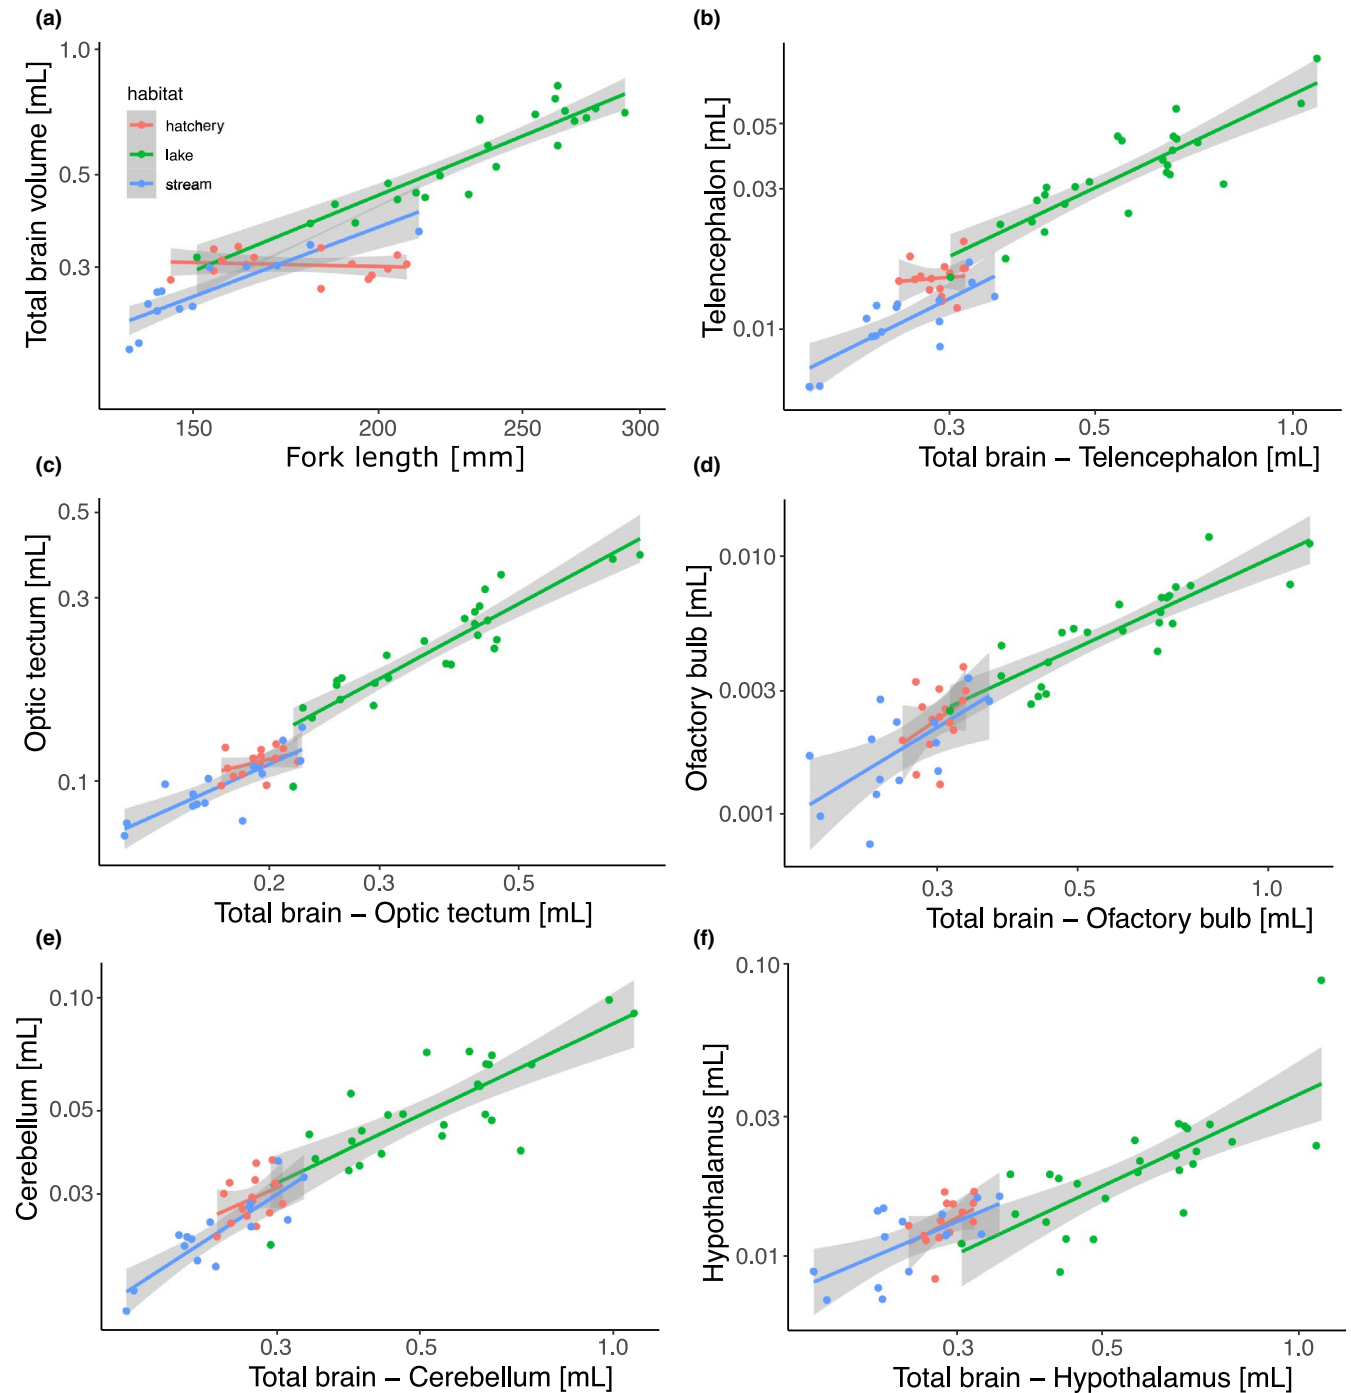 (a)
Total brain volume [mL]
1.0
0.5
0.3
habitat
hatchery
lake
stream
150
200
250
300
Fork length [mm]
(b)
Telencephalon [mL]
0.05
0.03
0.01
0.3
0.5
1.0
Total brain – Telencephalon [mL]
(c)
Optic tectum [mL]
0.5
0.3
0.1
0.2
0.3
0.5
Total brain – Optic tectum [mL]
(d)
Ofactory bulb [mL]
0.010
0.003
0.001
0.3
0.5
1.0
Total brain – Ofactory bulb [mL]
(e)
Cerebellum [mL]
0.10
0.05
0.03
0.3
0.5
1.0
Total brain – Cerebellum [mL]
(f)
Hypothalamus [mL]
0.10
0.03
0.01
0.3
0.5
1.0
Total brain – Hypothalamus [mL]